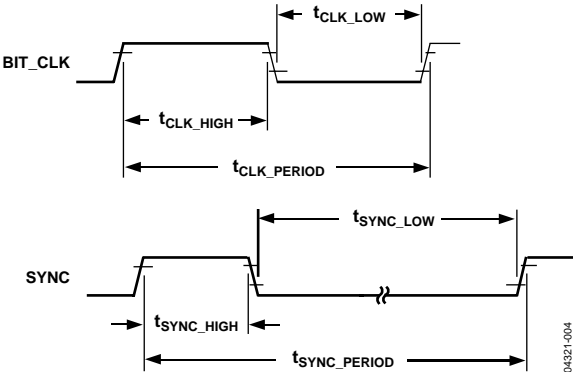 tCLK_LOW
BIT_CLK
tCLK_HIGH
tCLK_PERIOD
tSYNC_LOW
SYNC
tSYNC_HIGH
tSYNC_PERIOD
04321-004